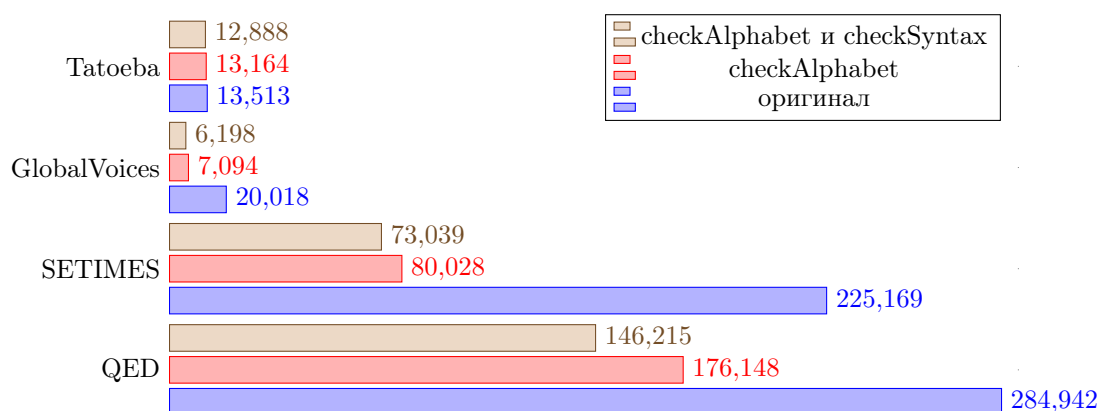 12,888
checkAlphabet и checkSyntax
Tatoeba
13,164
checkAlphabet
13,513
оригинал
6,198
GlobalVoices
7,094
20,018
73,039
SETIMES
80,028
225,169
146,215
QED
176,148
284,942